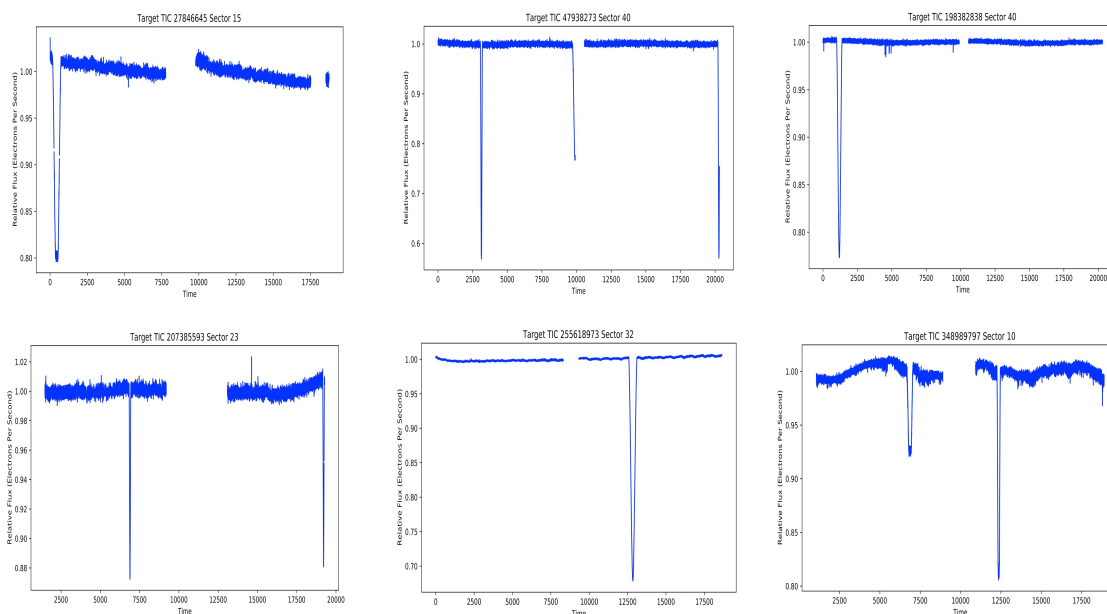 Target TIC 27846645 Sector 15
Relative Flux (Electrons Per Second)
1.00
0.95
0.90
0.85
0.80
0 2500 5000 7500 10000 12500 15000 17500
Time
Target TIC 47938273 Sector 40
Relative Flux (Electrons Per Second)
1.0
0.9
0.8
0.7
0.6
0 2500 5000 7500 10000 12500 15000 17500 20000
Time
Target TIC 198382838 Sector 40
Relative Flux (Electrons Per Second)
1.00
0.95
0.90
0.85
0.80
0 2500 5000 7500 10000 12500 15000 17500 20000
Time
Target TIC 207385593 Sector 23
Relative Flux (Electrons Per Second)
1.02
1.00
0.98
0.96
0.94
0.92
0.90
0.88
2500 5000 7500 10000 12500 15000 17500 20000
Time
Target TIC 255618973 Sector 32
Relative Flux (Electrons Per Second)
1.00
0.95
0.90
0.85
0.80
0.75
0.70
0 2500 5000 7500 10000 12500 15000 17500
Time
Target TIC 348989797 Sector 10
Relative Flux (Electrons Per Second)
1.00
0.95
0.90
0.85
0.80
2500 5000 7500 10000 12500 15000 17500
Time